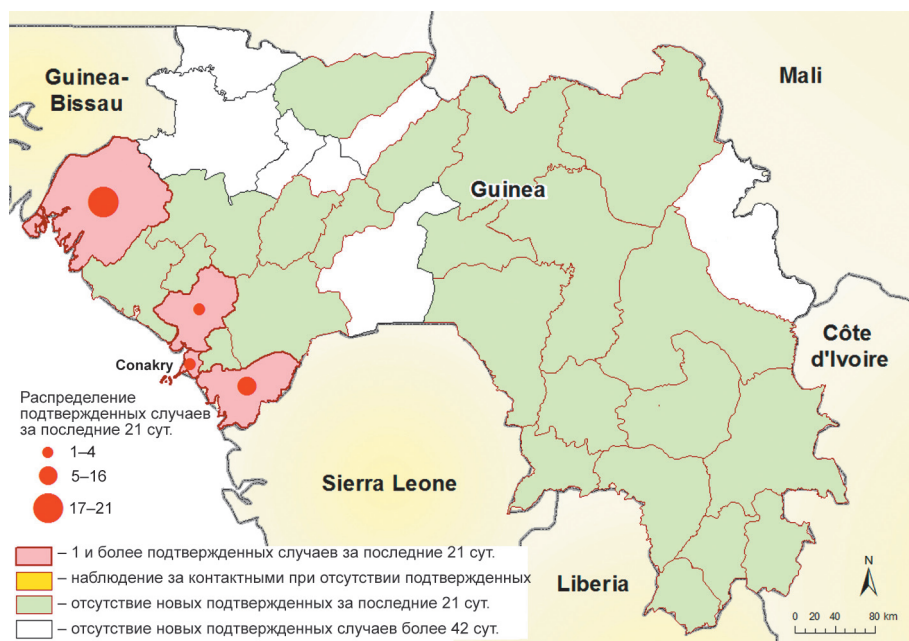 Guinea-
Bissau
Mali
Guinea
Côte
d'Ivoire
Conakry
Распределение
подтвержденных случаев
за последние 21 сут.
1–4
5–16
17–21
Sierra Leone
Liberia
– 1 и более подтвержденных случаев за последние 21 сут.
– наблюдение за контактными при отсутствии подтвержденных
– отсутствие новых подтвержденных за последние 21 сут.
– отсутствие новых подтвержденных случаев более 42 сут.
N
0 20 40 80 km